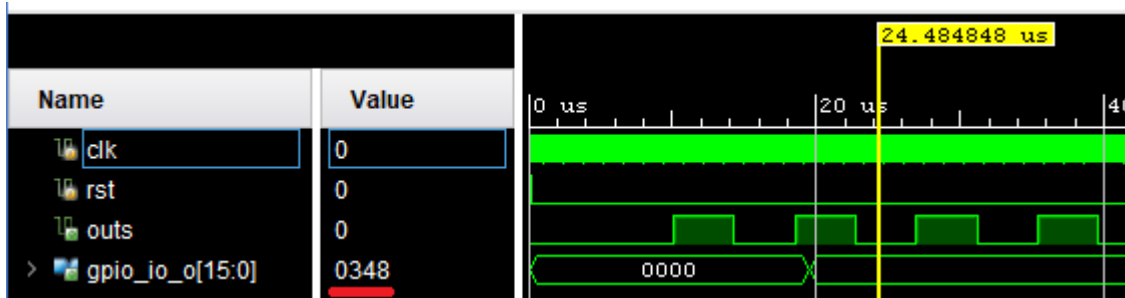 24.484848 us
Name Value
0 us 20 us 4
clk 0
rst 0
outs 0
gpio_io_o[15:0] 0348 0000